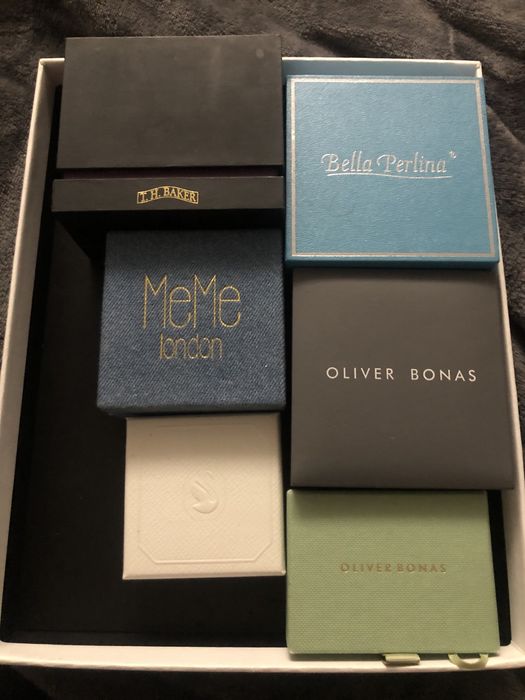 T. H. BAKER
Bella Perlina
MeMe
london
OLIVER BONAS
OLIVER BONAS